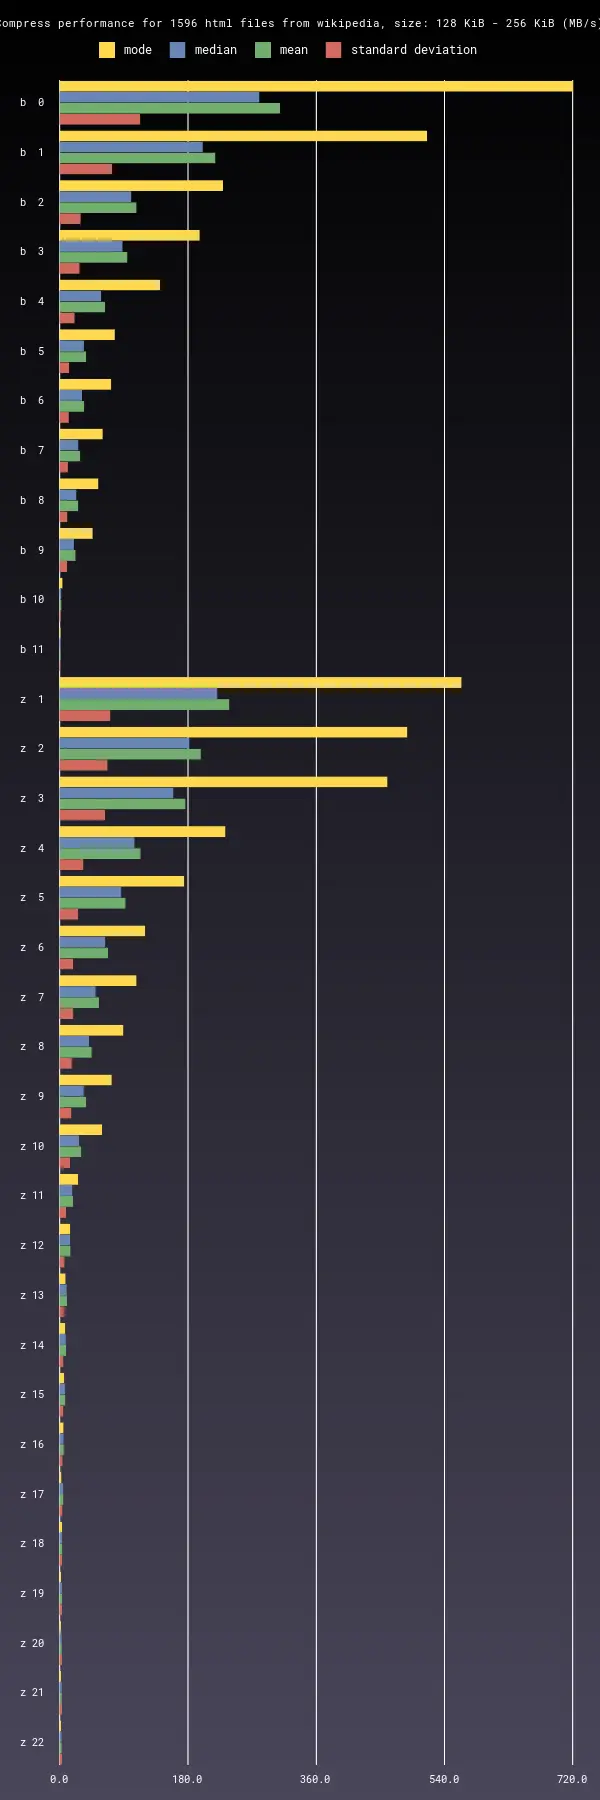 Compress performance for 1596 html files from wikipedia, size: 128 KiB - 256 KiB (MB/s)
mode median mean standard deviation
b 0
b 1
b 2
b 3
b 4
b 5
b 6
b 7
b 8
b 9
b 10
b 11
z 1
z 2
z 3
z 4
z 5
z 6
z 7
z 8
z 9
z 10
z 11
z 12
z 13
z 14
z 15
z 16
z 17
z 18
z 19
z 20
z 21
z 22
0.0 180.0 360.0 540.0 720.0